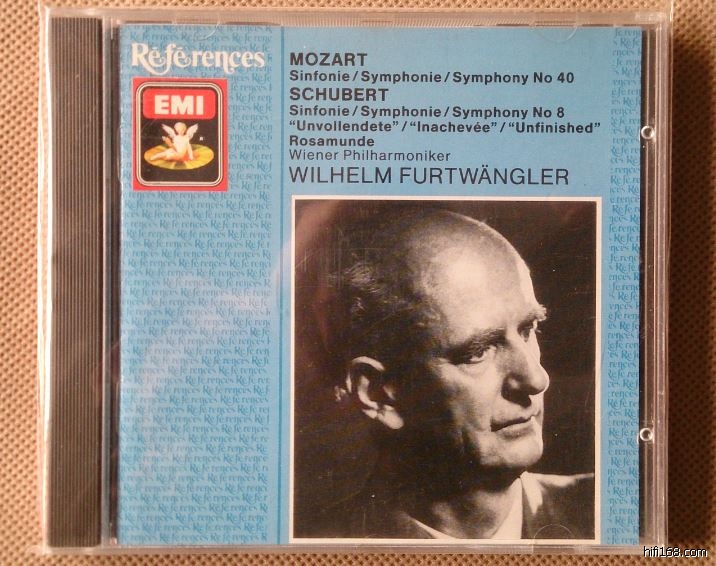 Références
EMI
MOZART
Sinfonie/Symphonie/Symphony No 40
SCHUBERT
Sinfonie/Symphonie/Symphony No 8
“Unvollendete”/“Inachevée”/“Unfinished”
Rosamunde
Wiener Philharmoniker
WILHELM FURTWÄNGLER
hifi168.com